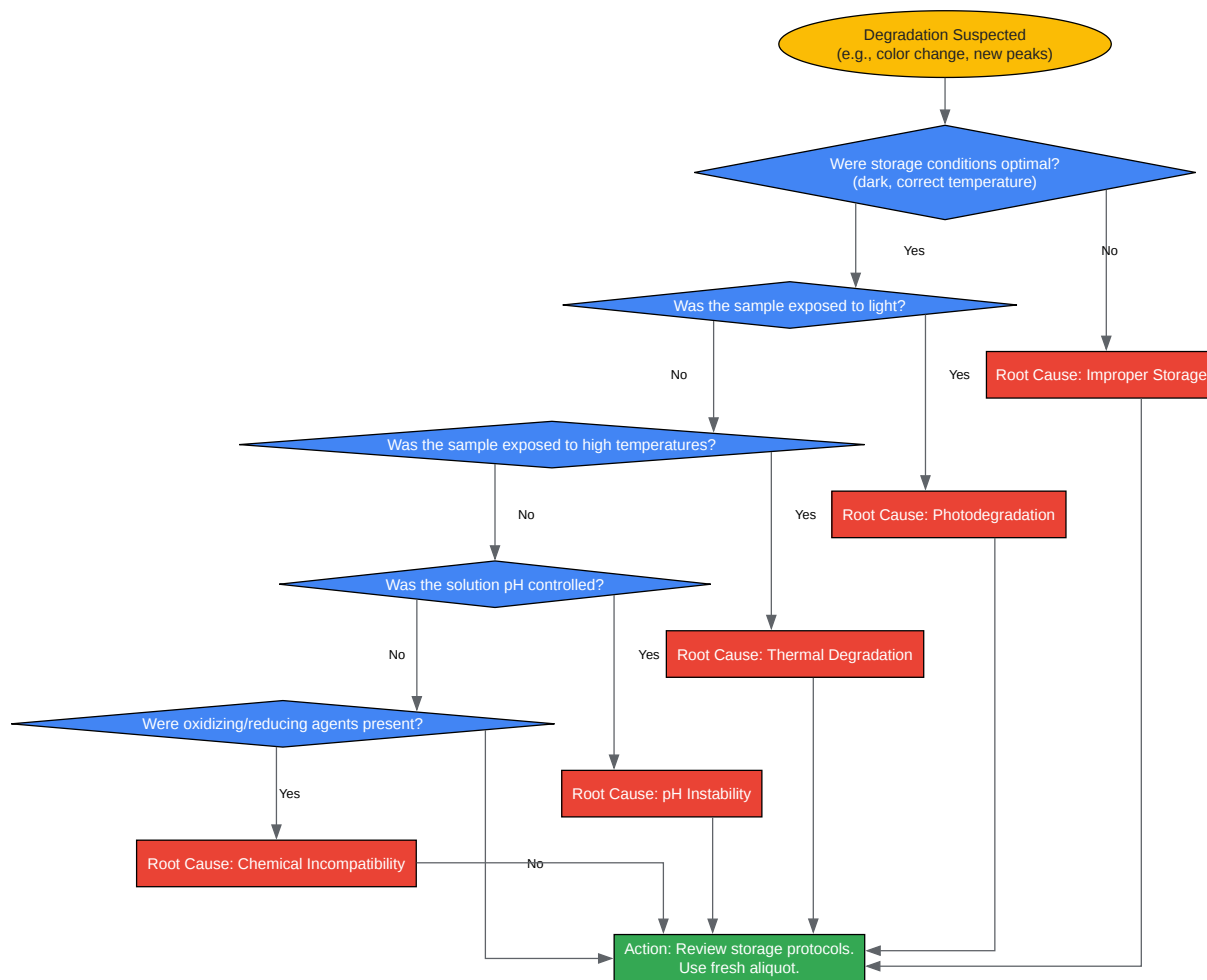 Degradation Suspected
(e.g., color change, new peaks)
Were storage conditions optimal?
(dark, correct temperature)
Yes
No
Was the sample exposed to light?
No
Yes
Root Cause: Improper Storage
Was the sample exposed to high temperatures?
No
Yes
Root Cause: Photodegradation
Was the solution pH controlled?
No
Yes
Root Cause: Thermal Degradation
Were oxidizing/reducing agents present?
Yes
Root Cause: pH Instability
Root Cause: Chemical Incompatibility
No
Action: Review storage protocols.
Use fresh aliquot.